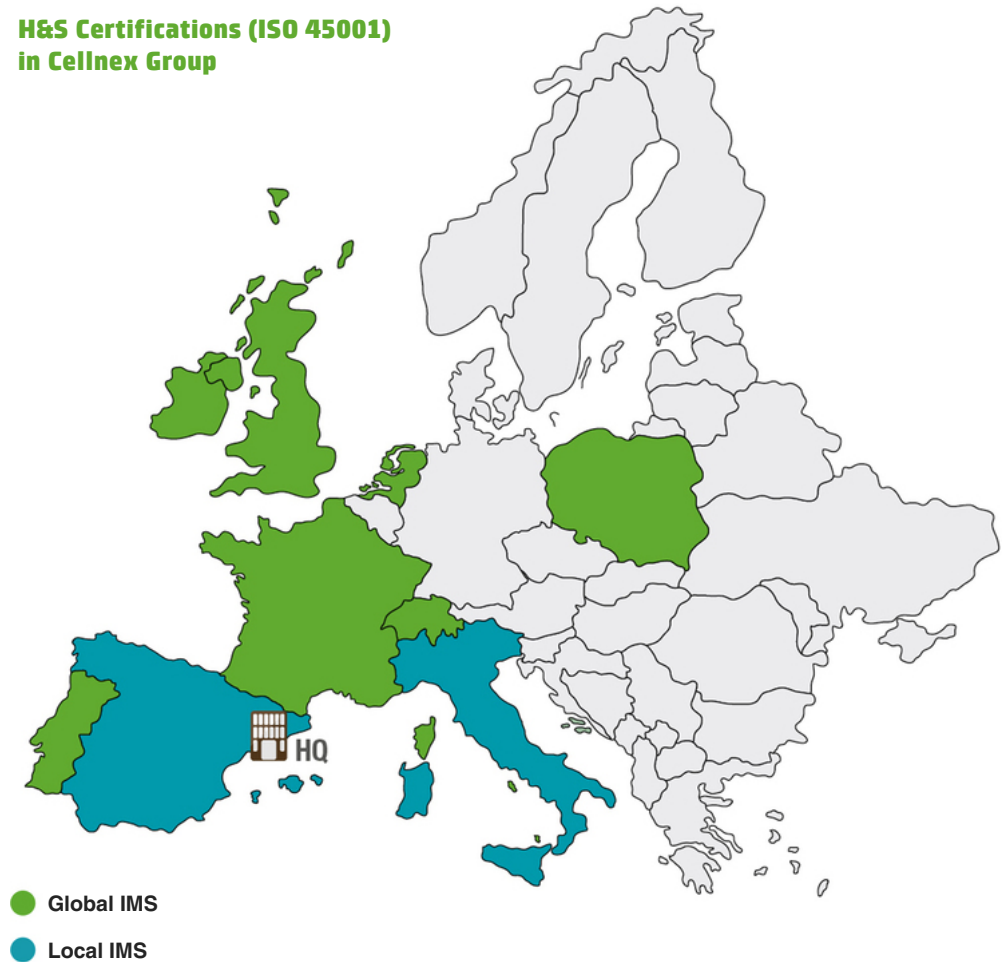 H&S Certifications (ISO 45001)
in Cellnex Group
HQ
Global IMS
Local IMS